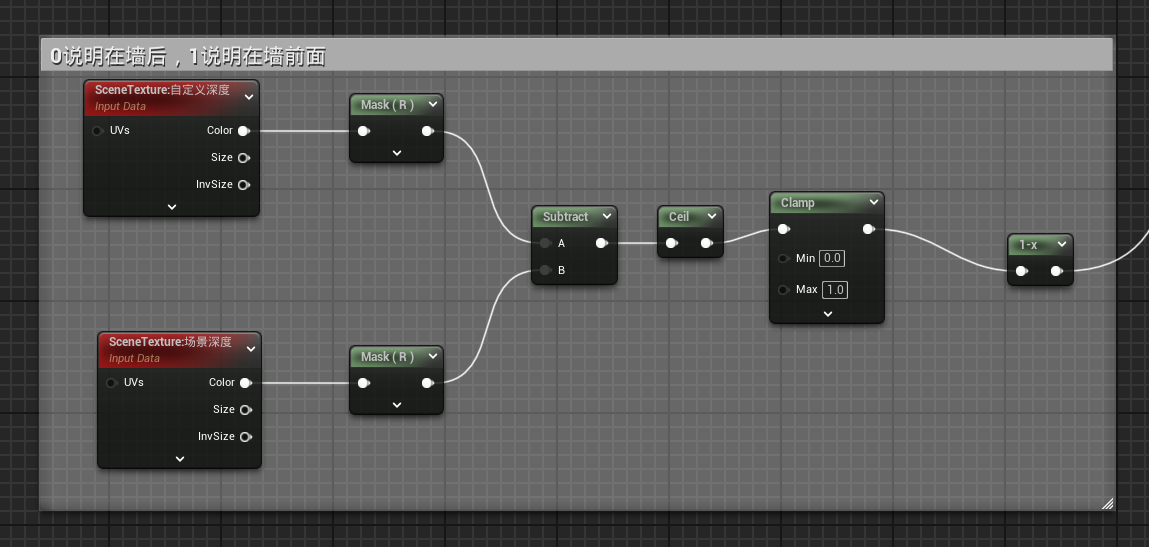 0说明在墙后，1说明在墙前面
SceneTexture:自定义深度
Input Data
UVs
Color
Size
InvSize
Mask ( R )
Subtract
A
B
Ceil
Clamp
Min 0.0
Max 1.0
1-x
SceneTexture:场景深度
Input Data
UVs
Color
Size
InvSize
Mask ( R )